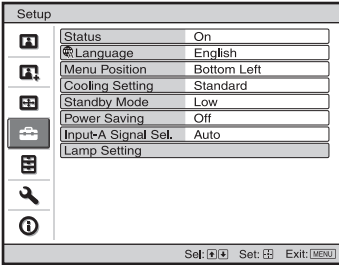 Setup
Status On
Language English
Menu Position Bottom Left
Cooling Setting Standard
Standby Mode Low
Power Saving Off
Input-A Signal Sel. Auto
Lamp Setting
Sel: Set: Exit: MENU